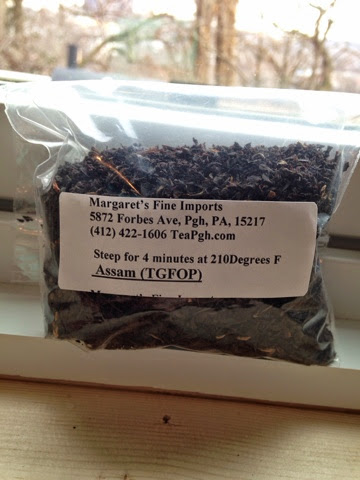 Margaret's Fine Imports
5872 Forbes Ave, Pgh, PA, 15217
(412) 422-1606 TeaPgh.com
Steep for 4 minutes at 210Degrees F
Assam (TGFOP)